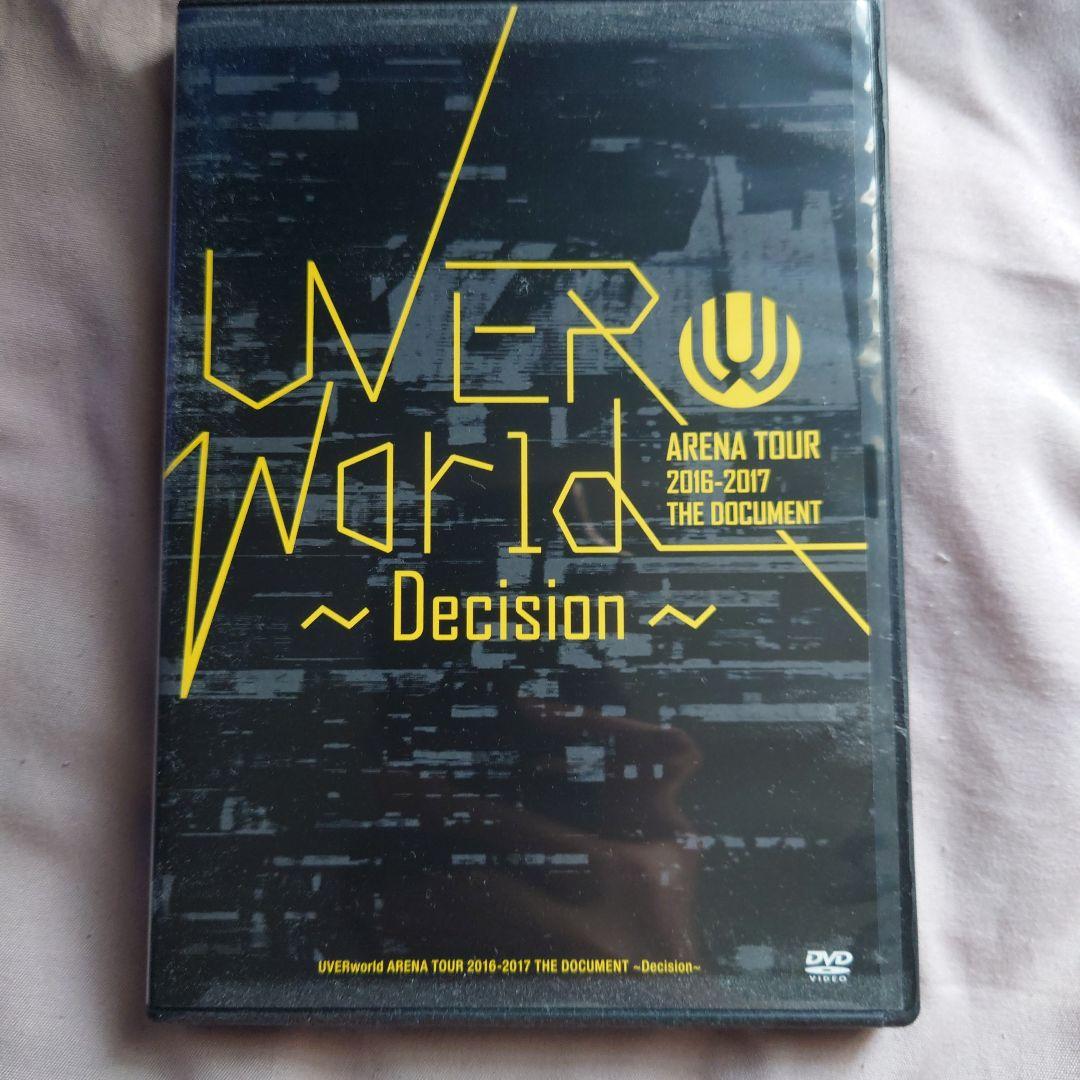 UVER
World
ARENA TOUR
2016-2017
THE DOCUMENT
~Decision~
UVERworld ARENA TOUR 2016-2017 THE DOCUMENT ~Decision~
DVD
VIDEO